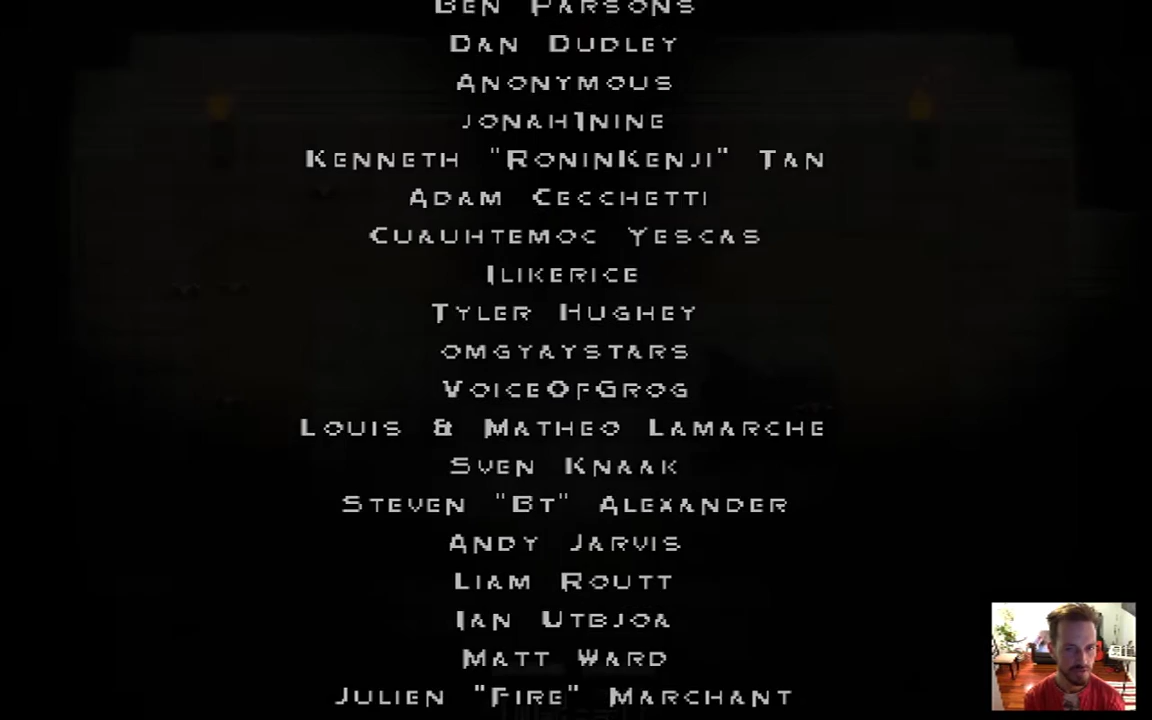 Ben Parsons
Dan Dudley
Anonymous
jonah1nine
Kenneth "RoninKenji" Tan
Adam Cecchetti
Cuauhtemoc Yescas
Ilikerice
Tyler Hughey
omgyaystars
VoiceOfGrog
Louis & Matheo Lamarche
Sven Knaak
Steven "Bt" Alexander
Andy Jarvis
Liam Routt
Ian Utbjoa
Matt Ward
Julien "Fire" Marchant